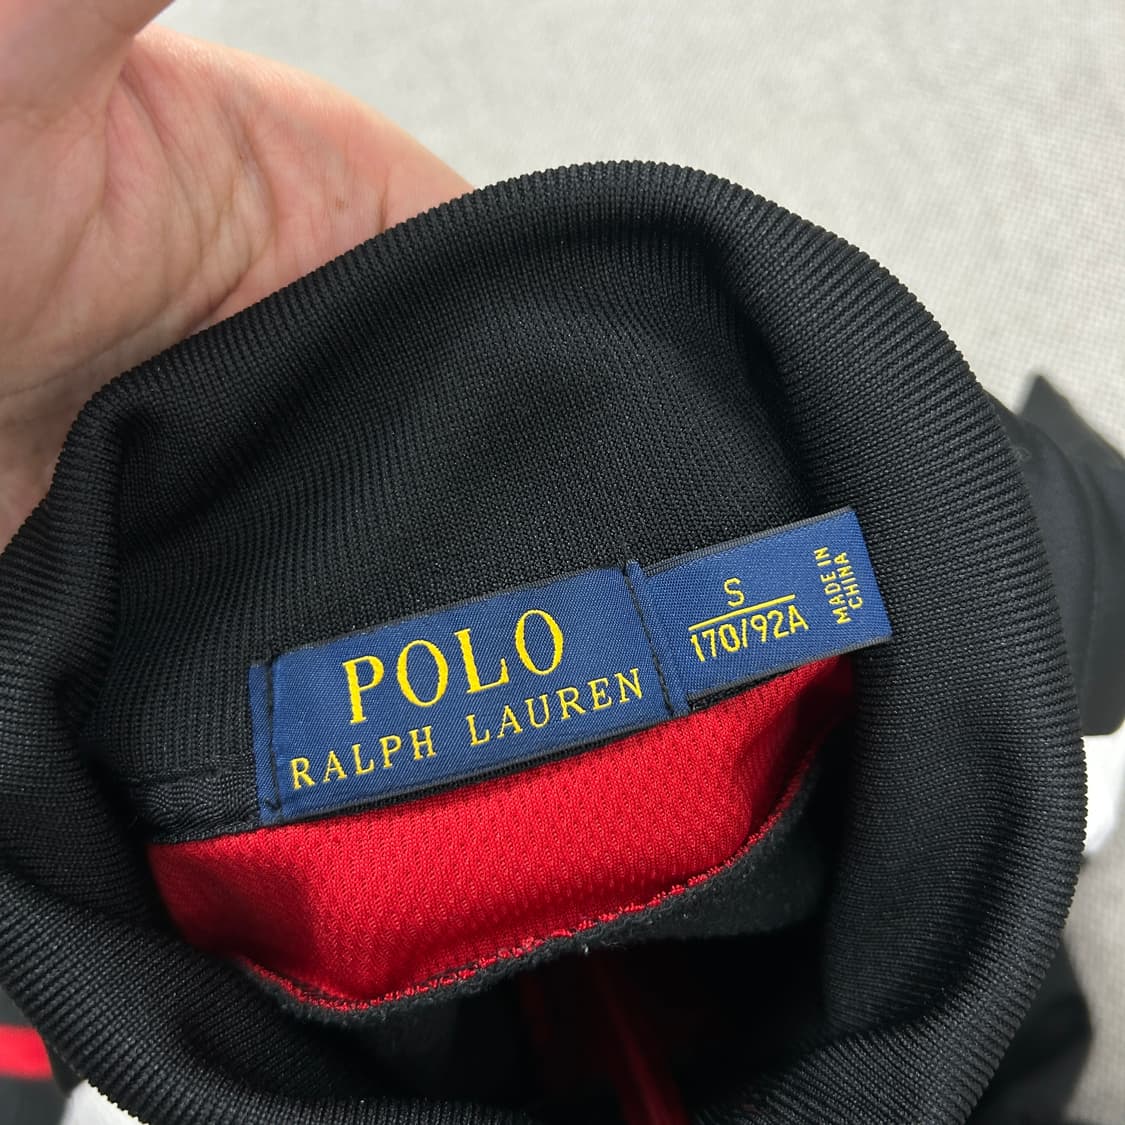 POLO
RALPH LAUREN
S
170/92A
MADE IN
CHINA